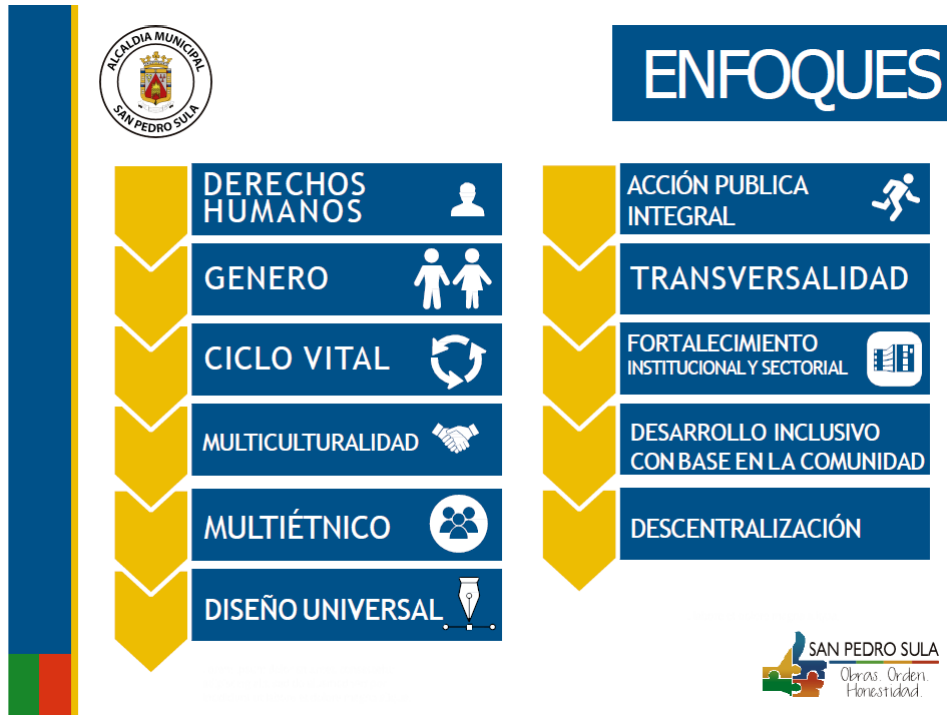 ALCALDIA MUNICIPAL
SAN PEDRO SULA
ENFOQUES
DERECHOS
HUMANOS
GENERO
CICLO VITAL
MULTICULTURALIDAD
MULTIÉTNICO
DISEÑO UNIVERSAL
ACCIÓN PUBLICA
INTEGRAL
TRANSVERSALIDAD
FORTALECIMIENTO
INSTITUCIONAL Y SECTORIAL
DESARROLLO INCLUSIVO
CON BASE EN LA COMUNIDAD
DESCENTRALIZACIÓN
SAN PEDRO SULA
Obras. Orden.
Honestidad.